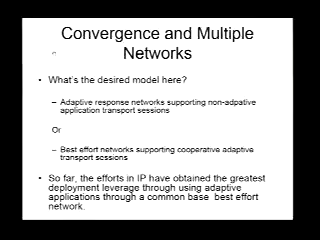 Convergence and Multiple
Networks
• What's the desired model here?
– Adaptive response networks supporting non-adpative
application transport sessions
Or
– Best effort networks supporting cooperative adaptive
transport sessions
• So far, the efforts in IP have obtained the greatest
deployment leverage through using adaptive
applications through a common base best effort
network.